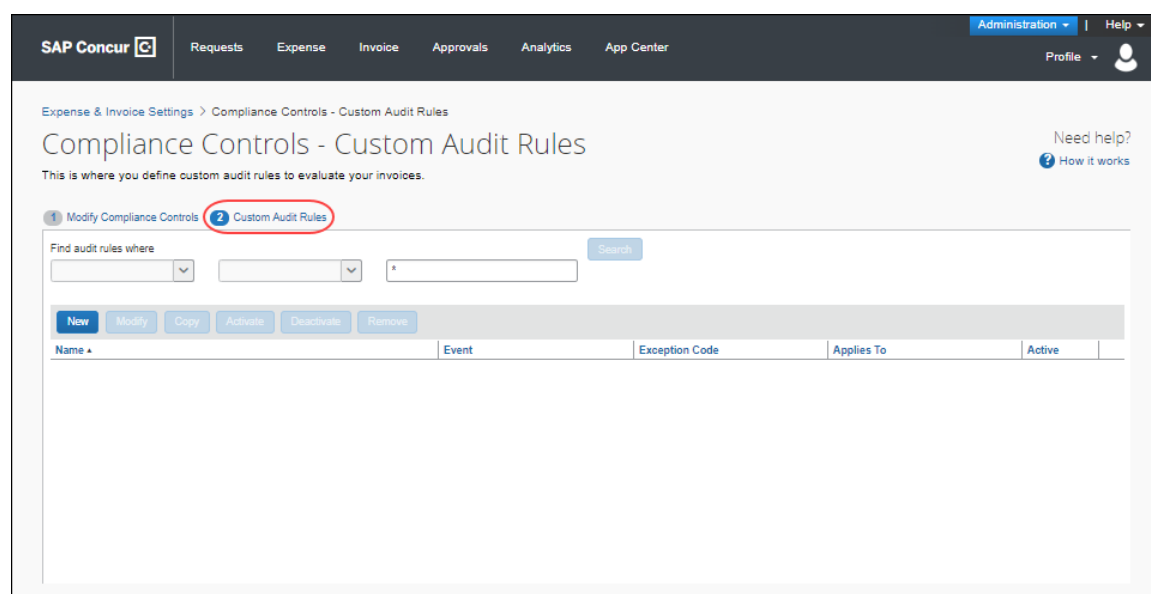 Administration | Help
SAP Concur C. Requests Expense Invoice Approvals Analytics App Center
Profile
Expense & Invoice Settings > Compliance Controls - Custom Audit Rules
Compliance Controls - Custom Audit Rules
Need help?
? How it works
This is where you define custom audit rules to evaluate your invoices.
1 Modify Compliance Controls 2 Custom Audit Rules
Find audit rules where
Search
*
New Modify Copy Activate Deactivate Remove
Name Event Exception Code Applies To Active